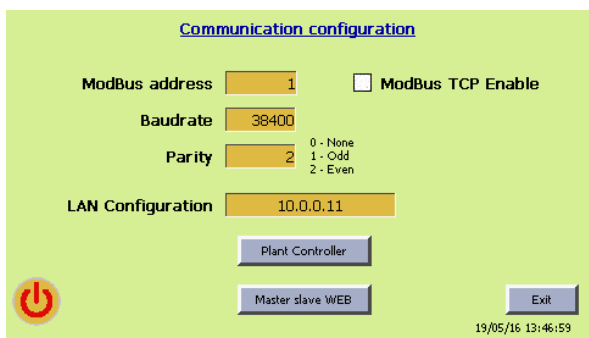 Communication configuration
ModBus address 1 ModBus TCP Enable
Baudrate 38400
Parity 2
0 - None
1 - Odd
2 - Even
LAN Configuration 10.0.0.11
Plant Controller
Master slave WEB
Exit
19/05/16 13:46:59